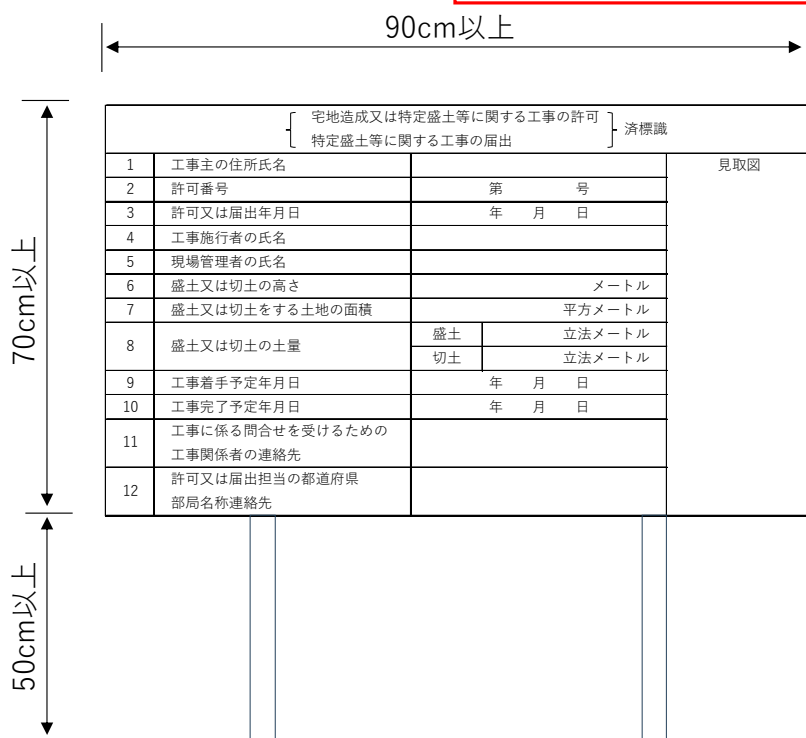 90cm以上
宅地造成又は特定盛土等に関する工事の許可
特定盛土等に関する工事の届出
済標識
1 工事主の住所氏名 見取図
2 許可番号 第 号
3 許可又は届出年月日 年 月 日
4 工事施行者の氏名
5 現場管理者の氏名
6 盛土又は切土の高さ メートル
7 盛土又は切土をする土地の面積 平方メートル
8 盛土又は切土の土量 盛土 立法メートル
切土 立法メートル
9 工事着手予定年月日 年 月 日
10 工事完了予定年月日 年 月 日
11 工事に係る問合せを受けるための
工事関係者の連絡先
12 許可又は届出担当の都道府県
部局名称連絡先
70cm以上
50cm以上